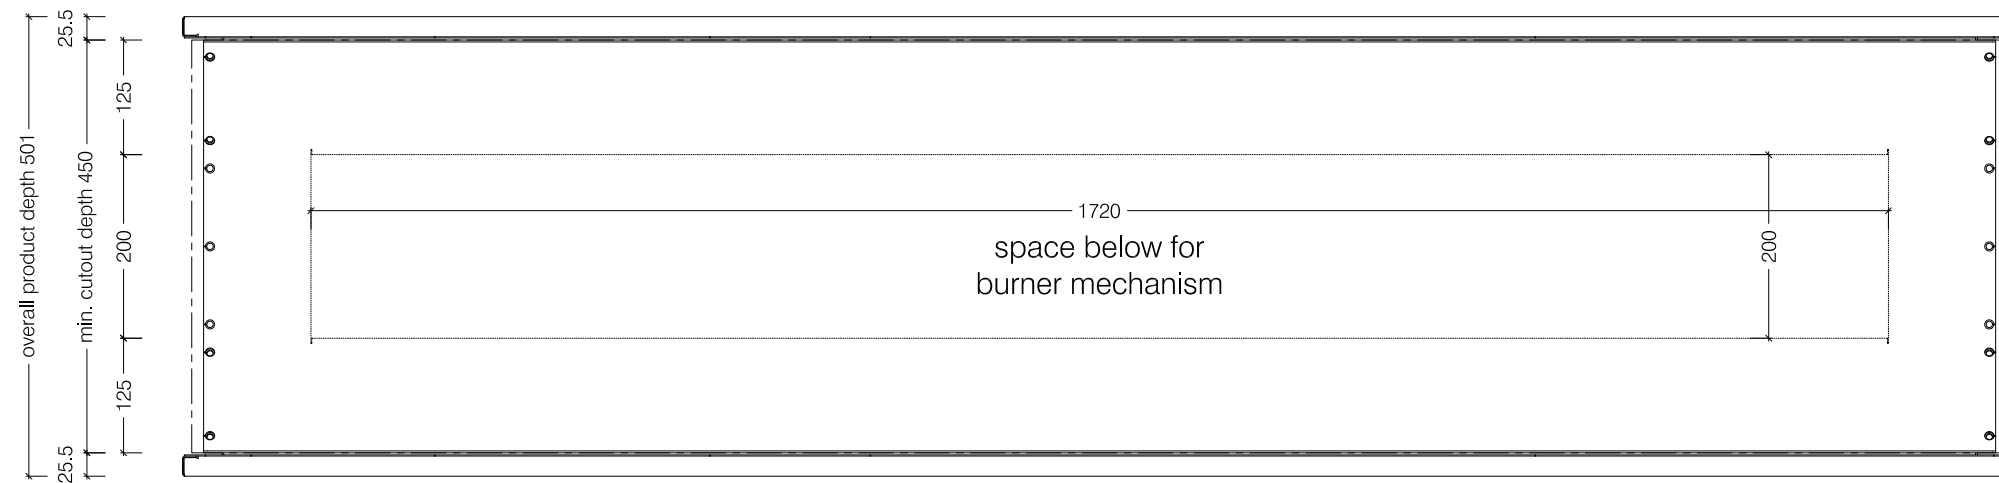 overall product depth 501
25.5
min. cutout depth 450
25.5
125
200
125
1720
space below for
burner mechanism
200